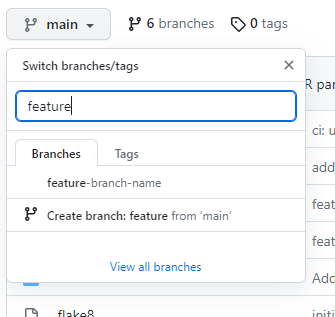 main 6 branches 0 tags
Switch branches/tags
R par
feature
ci: u
Branches Tags
add
feature-branch-name
feat
Create branch: feature from ‘main’
feat
View all branches
Add
flake8
initi